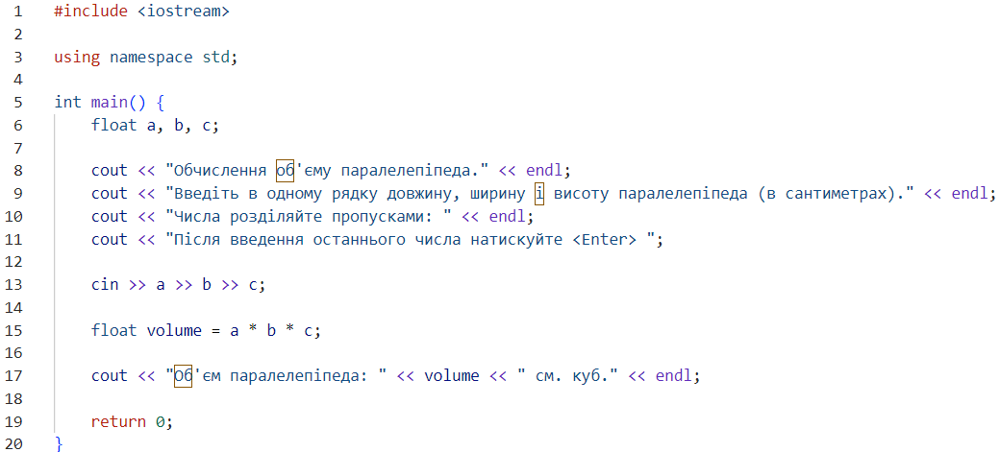 1 #include <iostream>
2
3 using namespace std;
4
5 int main() {
6 float a, b, c;
7
8 cout << "Обчислення об'єму паралелепіпеда." << endl;
9 cout << "Введіть в одному рядку довжину, ширину і висоту паралелепіпеда (в сантиметрах)." << endl;
10 cout << "Числа розділяйте пропусками: " << endl;
11 cout << "Після введення останнього числа натискуйте <Enter> ";
12
13 cin >> a >> b >> c;
14
15 float volume = a * b * c;
16
17 cout << "Об'єм паралелепіпеда: " << volume << " см. куб." << endl;
18
19 return 0;
20 }